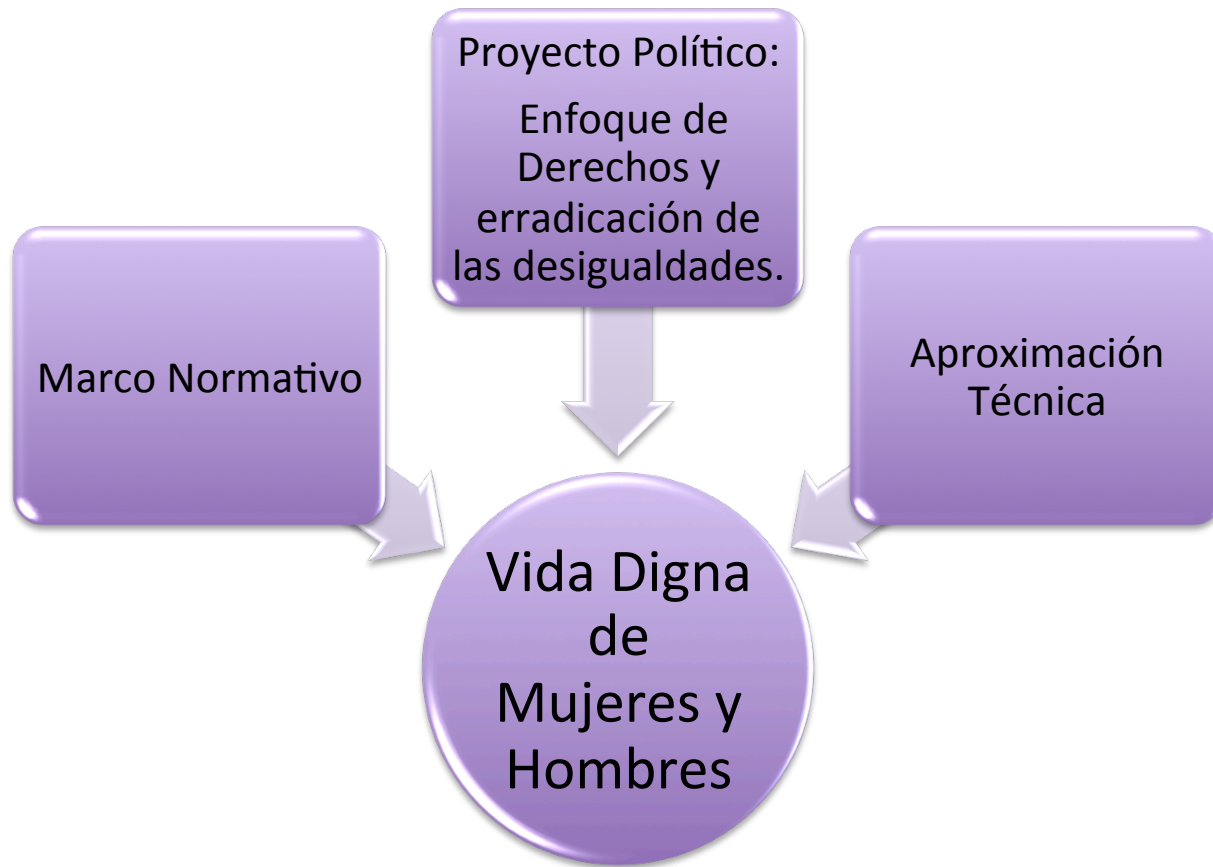 Proyecto Político:
Enfoque de
Derechos y
erradicación de
las desigualdades.
Marco Normativo
Aproximación
Técnica
Vida Digna
de
Mujeres y
Hombres